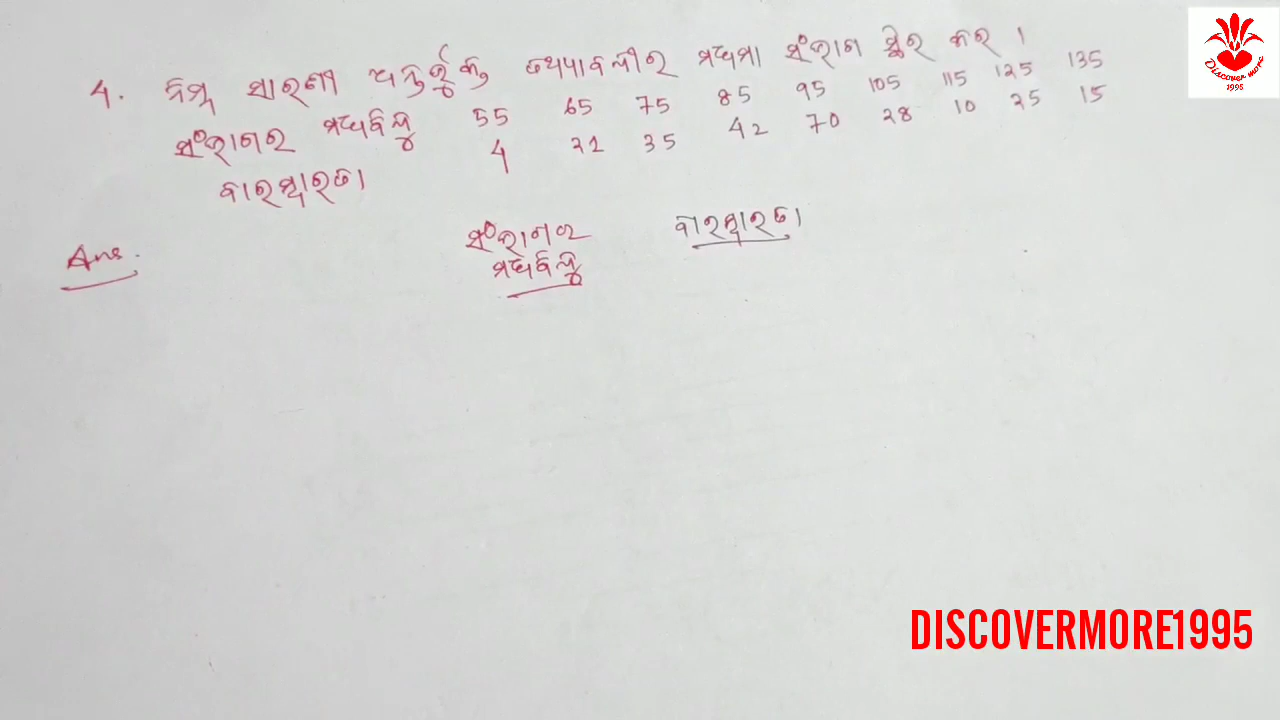 4. ନିମ୍ନ ସାରଣୀ ଅନ୍ତର୍ଭୁକ୍ତ ତଥ୍ୟାବଳୀର ମଧ୍ୟମା ସଂଭାଗ ସ୍ଥିର କର ।
ସଂଭାଗର ମଧ୍ୟବିନ୍ଦୁ 55 65 75 85 95 105 115 125 135
ବାରମ୍ବାରତା 4 22 35 42 70 28 10 25 15
Ans.
ସଂଭାଗର ମଧ୍ୟବିନ୍ଦୁ
ବାରମ୍ବାରତା
Discover more
1995
DISCOVERMORE1995